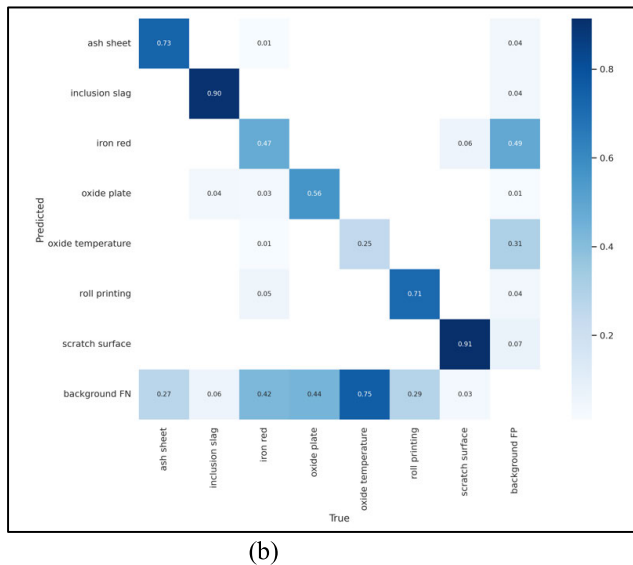 ash sheet 0.73 0.01 0.04
0.8
inclusion slag 0.90 0.04
iron red 0.47 0.06 0.49
0.6
oxide plate 0.04 0.03 0.56 0.01
Predicted
oxide temperature 0.01 0.25 0.31
0.4
roll printing 0.05 0.71 0.04
0.2
scratch surface 0.91 0.07
background FN 0.27 0.06 0.42 0.44 0.75 0.29 0.03
ash sheet
inclusion slag
iron red
oxide plate
oxide temperature
roll printing
scratch surface
background FP
True
(b)